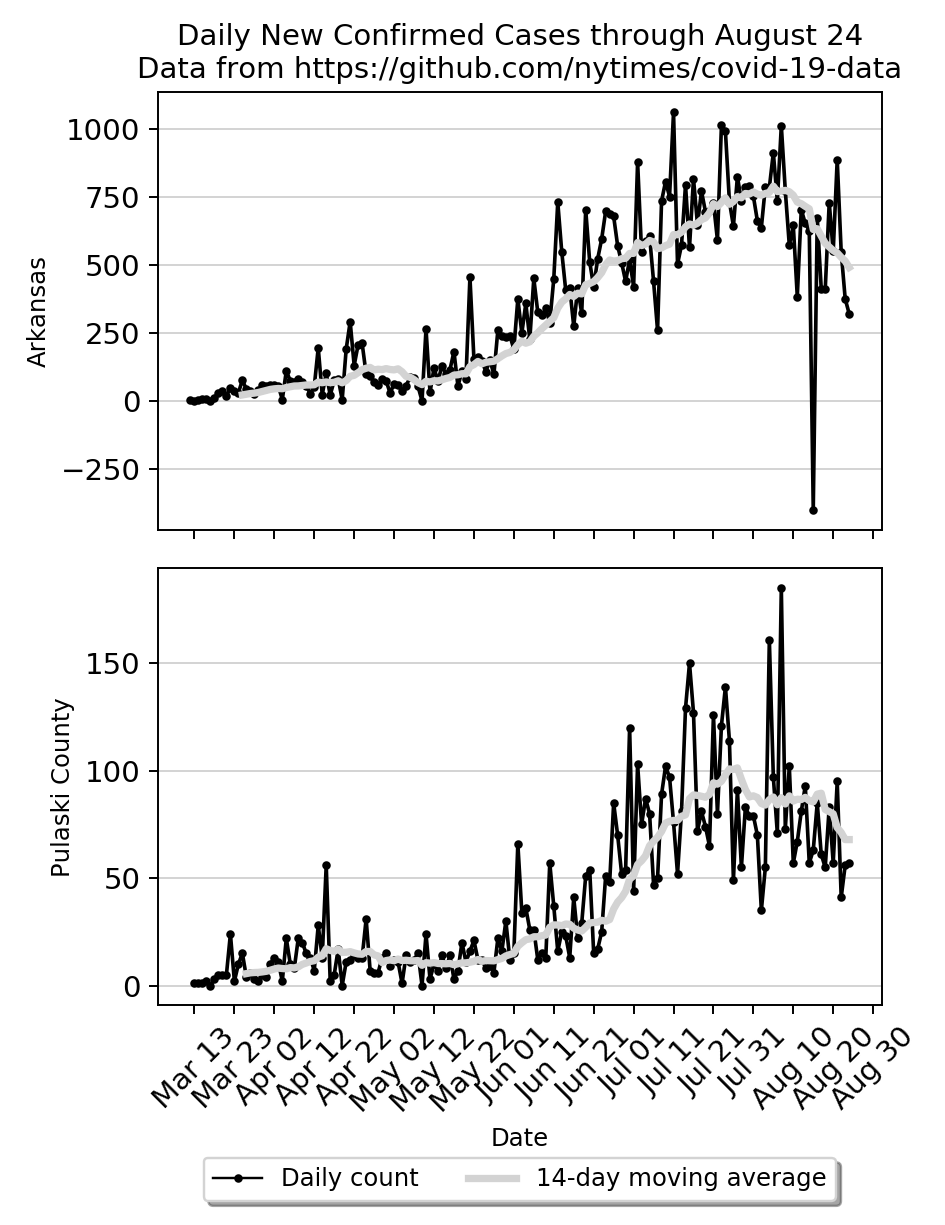 Daily New Confirmed Cases through August 24
Data from https://github.com/nytimes/covid-19-data
1000
750
500
250
0
−250
Arkansas
150
100
50
0
Pulaski County
Mar 13
Mar 23
Apr 02
Apr 12
Apr 22
May 02
May 12
May 22
Jun 01
Jun 11
Jun 21
Jul 01
Jul 11
Jul 21
Jul 31
Aug 10
Aug 20
Aug 30
Date
Daily count
14-day moving average